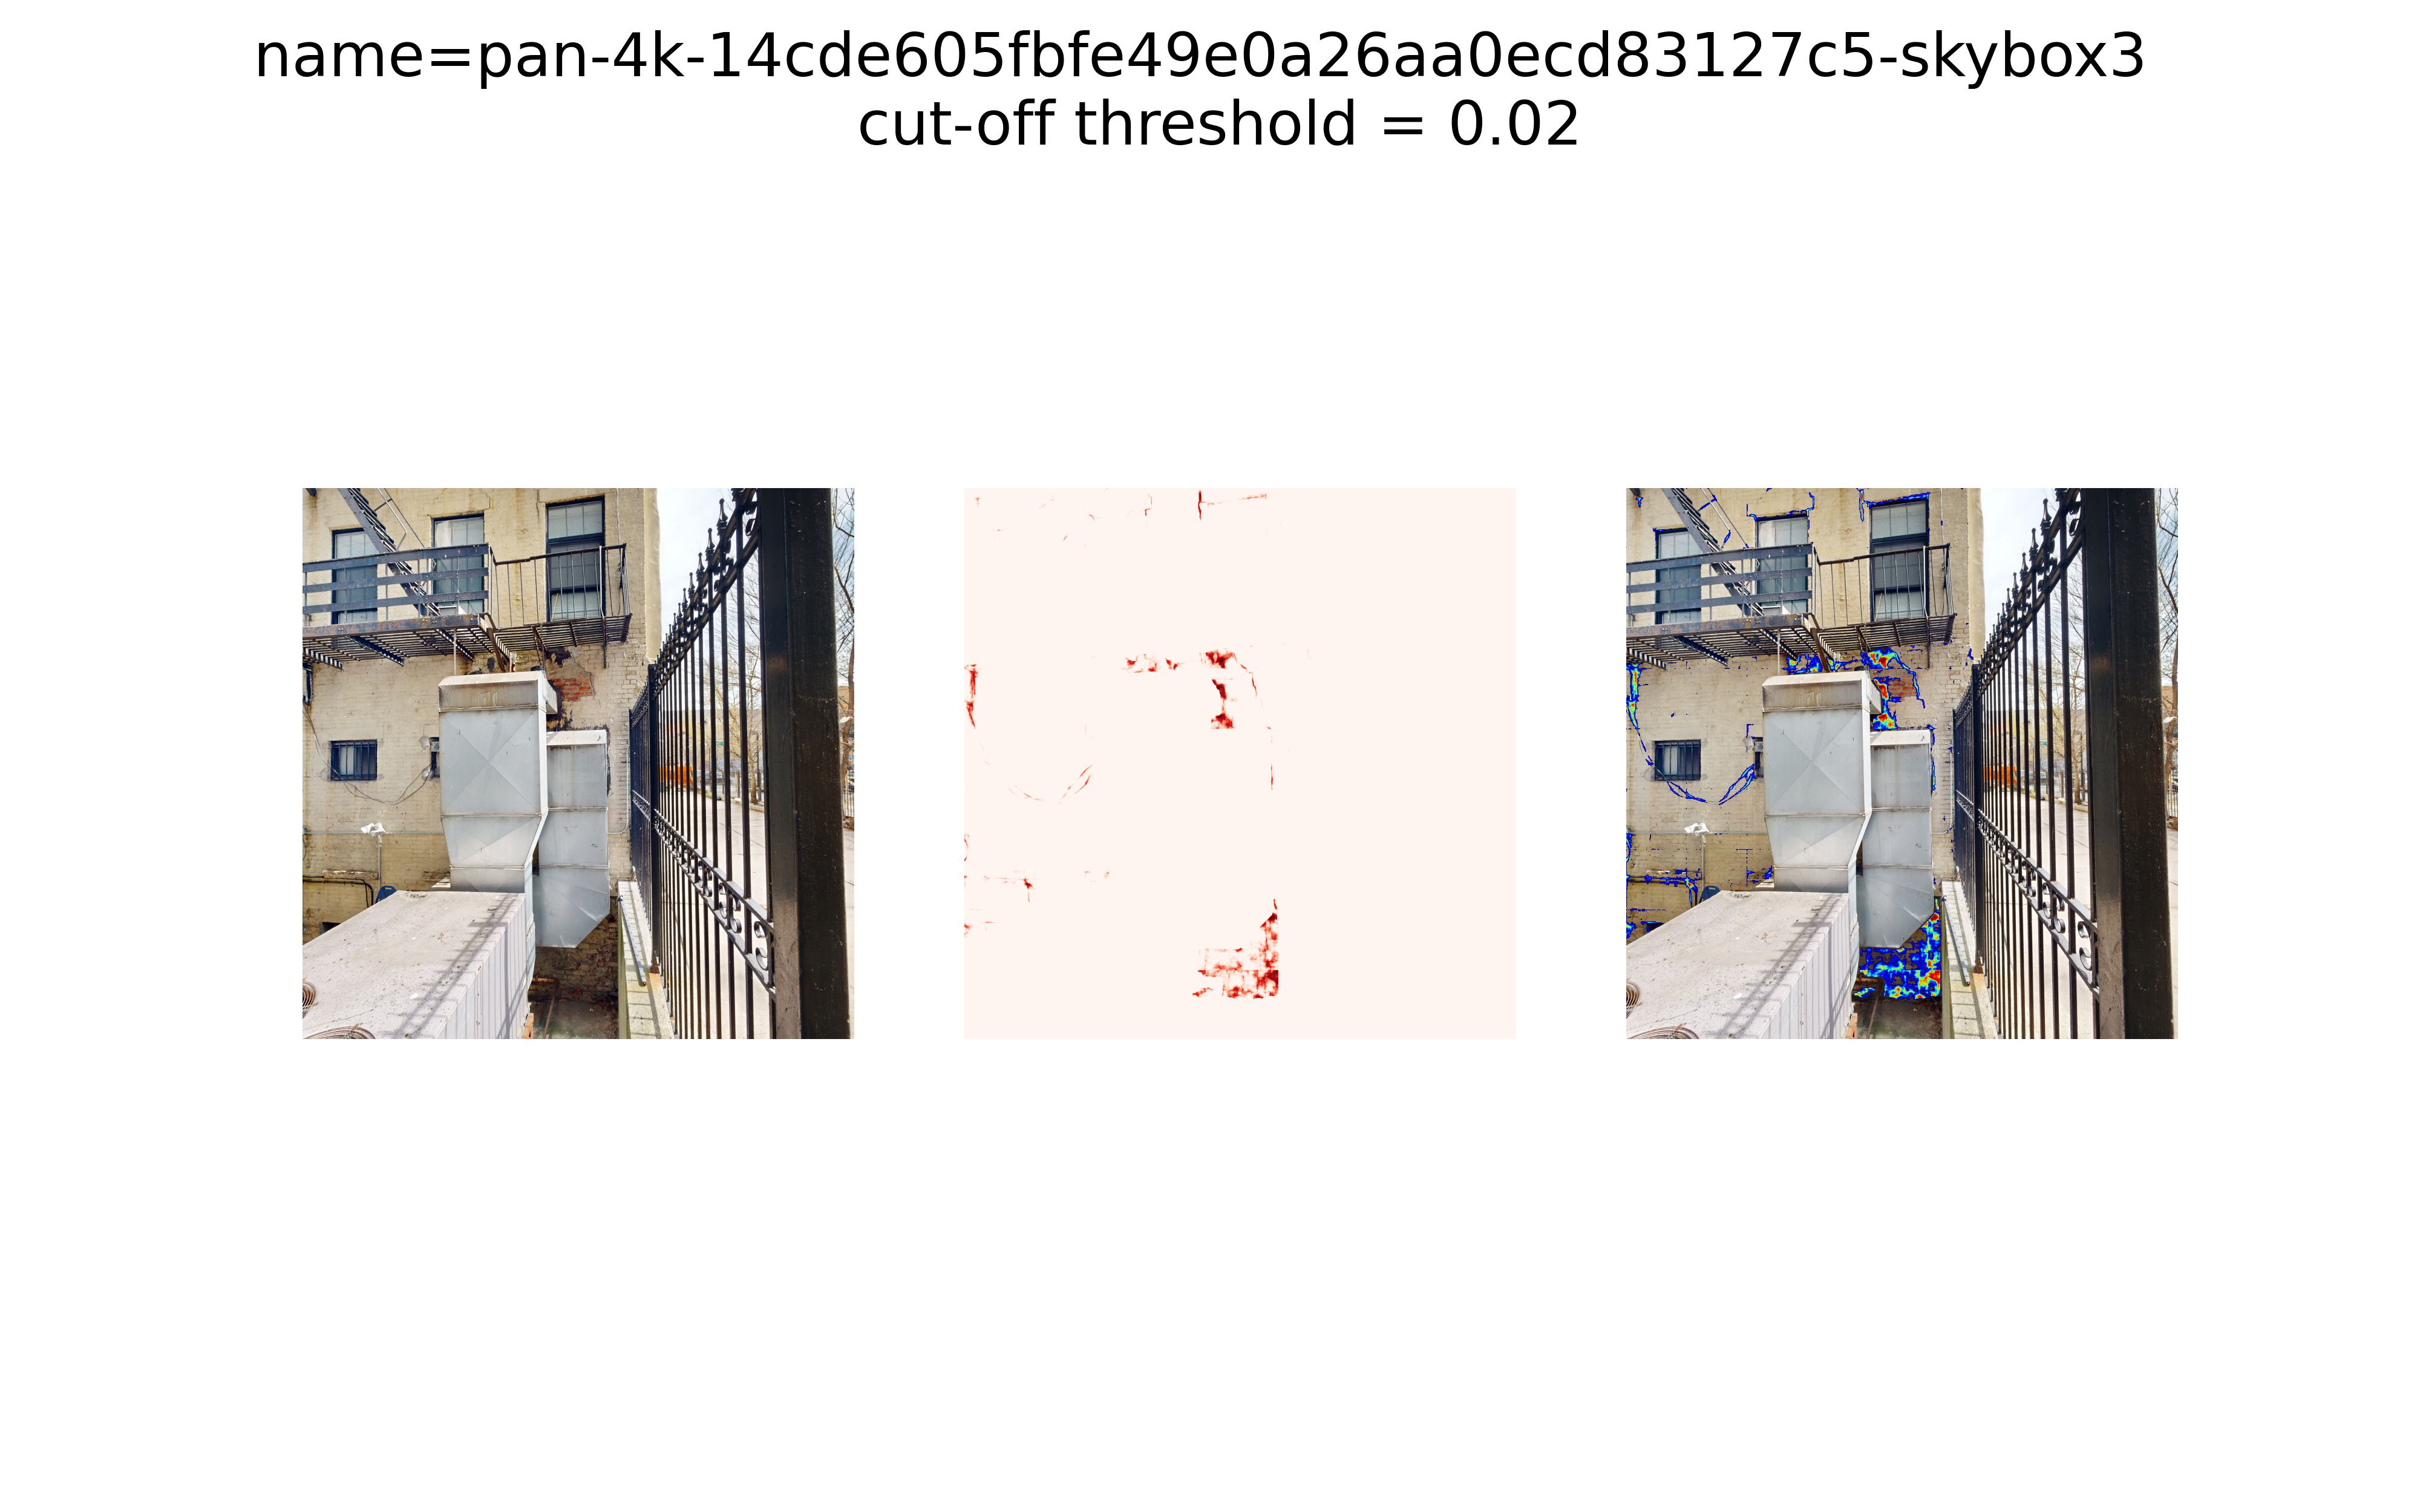 name=pan-4k-14cde605fbfe49e0a26aa0ecd83127c5-skybox3
cut-off threshold = 0.02